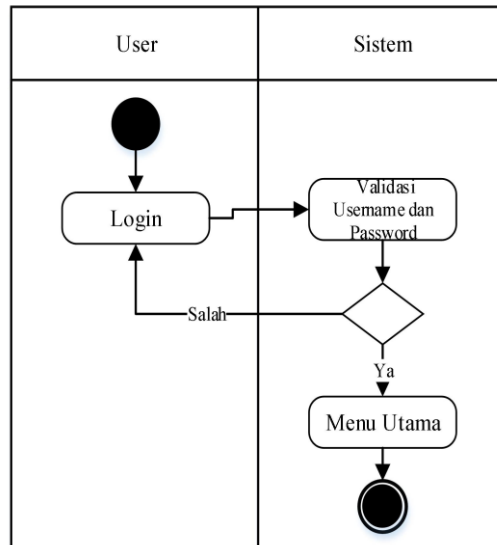 User
Sistem
Login
Validasi
Username dan
Password
Salah
Ya
Menu Utama